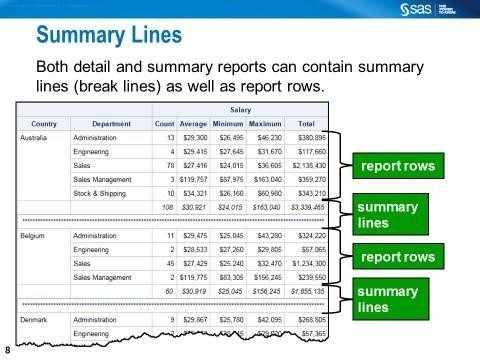 sas THE POWER TO KNOW
Summary Lines
Both detail and summary reports can contain summary
lines (break lines) as well as report rows.
Salary
Country Department Count Average Minimum Maximum Total
Australia Administration 13 $29,300 $26,495 $46,230 $380,895
Engineering 4 $29,415 $27,645 $31,670 $117,660
Sales 78 $27,416 $24,015 $36,605 $2,138,430
Sales Management 3 $119,757 $87,975 $163,040 $359,270
Stock & Shipping 10 $34,321 $26,160 $60,980 $343,210
108 $30,921 $24,015 $163,040 $3,339,465
Belgium Administration 11 $29,475 $25,045 $43,280 $324,220
Engineering 2 $28,533 $27,260 $29,805 $57,065
Sales 45 $27,429 $25,240 $32,470 $1,234,300
Sales Management 2 $119,775 $83,305 $156,245 $239,550
60 $30,919 $25,045 $156,245 $1,855,135
Denmark Administration 9 $29,867 $25,780 $42,095 $268,805
Engineering $57,365
report rows
summary
lines
report rows
summary
lines
8